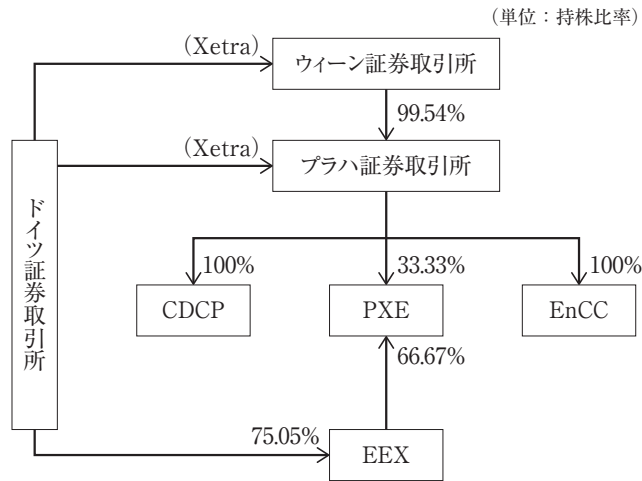 (単位：持株比率)
(Xetra)
ウィーン証券取引所
99.54%
(Xetra)
プラハ証券取引所
ドイツ証券取引所
100%
33.33%
100%
CDCP
PXE
EnCC
66.67%
75.05%
EEX